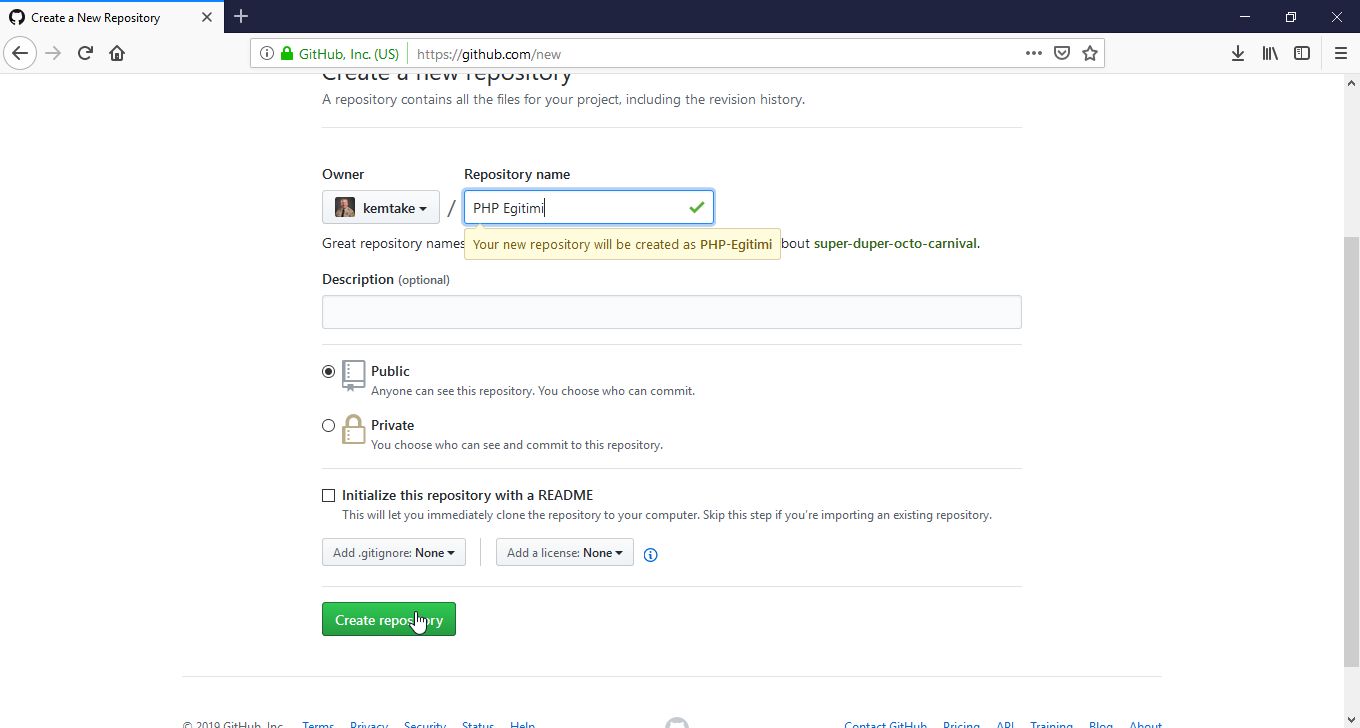 Create a New Repository
GitHub, Inc. (US) https://github.com/new
Create a new repository
A repository contains all the files for your project, including the revision history.
Owner Repository name
kemtake / PHP Egitimi
Great repository names Your new repository will be created as PHP-Egitimi bout super-duper-octo-carnival.
Description (optional)
Public
Anyone can see this repository. You choose who can commit.
Private
You choose who can see and commit to this repository.
Initialize this repository with a README
This will let you immediately clone the repository to your computer. Skip this step if you're importing an existing repository.
Add .gitignore: None Add a license: None
Create repository
© 2019 GitHub, Inc. Terms Privacy Security Status Help Contact GitHub Pricing API Training Blog About